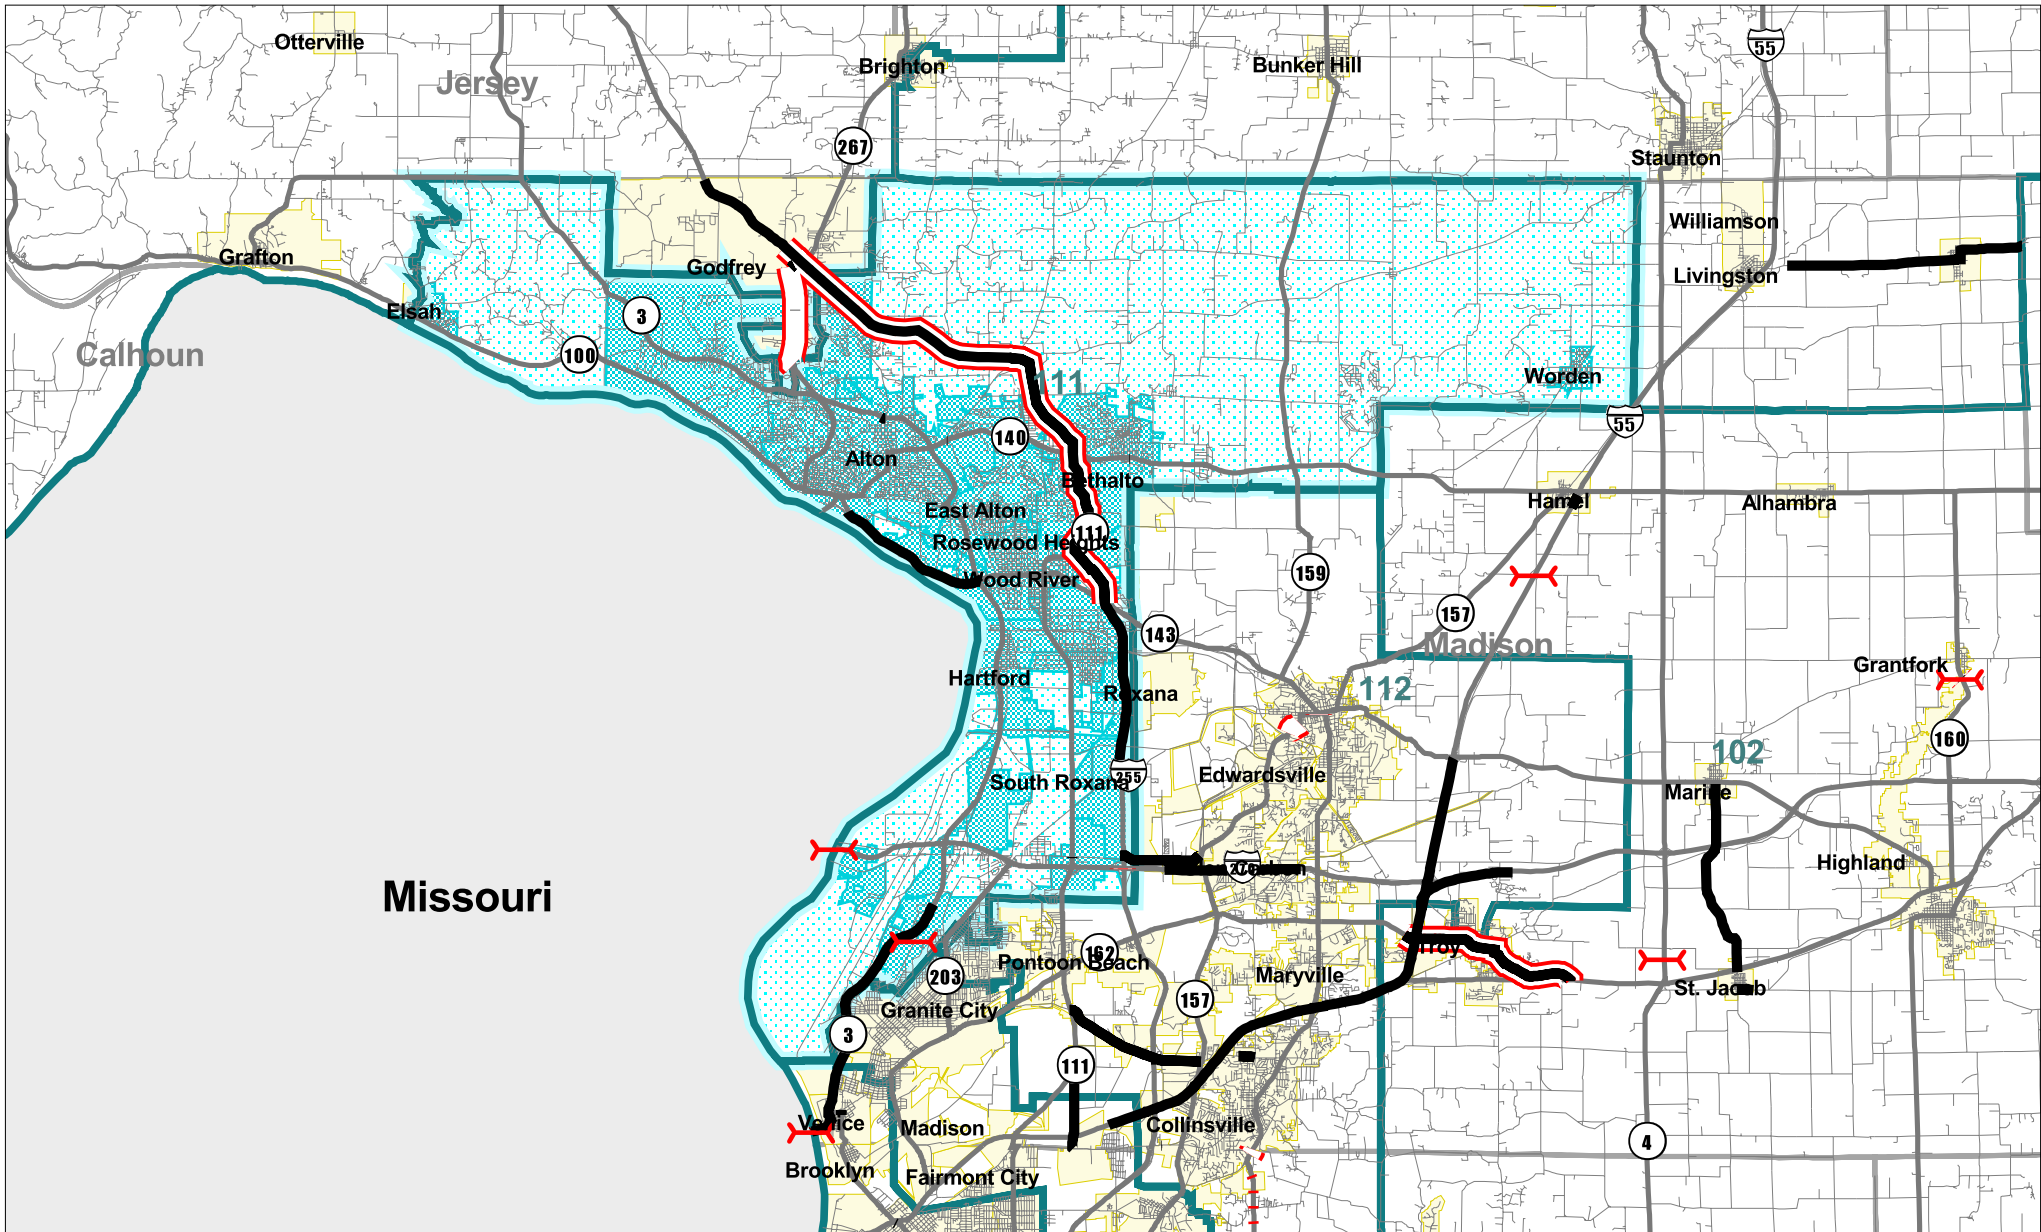 55
Otterville
Brighton
Bunker Hill
Jersey
267
Staunton
Williamson
Grafton
Godfrey
Livingston
Elsah
3
100
Calhoun
Worden
111
55
140
Alton
Bethalto
Hamel
Alhambra
East Alton
111
Rosewood Heights
Wood River
159
157
143
Madison
Grantfork
Hartford
Roxana
112
160
102
255
Edwardsville
South Roxana
Marine
Highland
270
Missouri
Troy
162
Pontoon Beach
203
Maryville
St. Jacob
157
Granite City
3
111
Venice
Madison
Collinsville
4
Brooklyn
Fairmont City